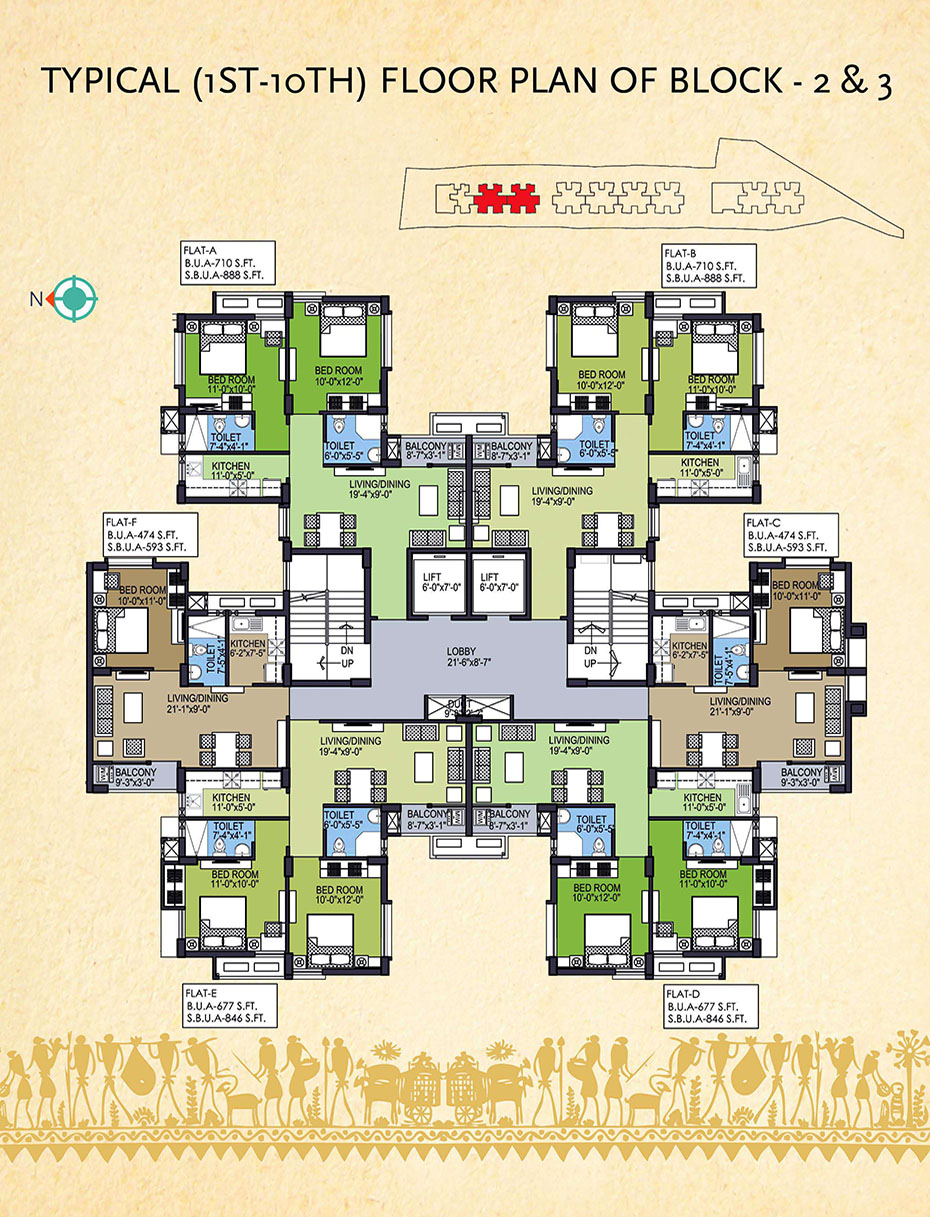 TYPICAL (1ST-10TH) FLOOR PLAN OF BLOCK - 2 & 3
FLAT-A
B.U.A-710 S.FT.
S.B.U.A-888 S.FT.
FLAT-B
B.U.A-710 S.FT.
S.B.U.A-888 S.FT.
N
BED ROOM
11'-0"x10'-0"
BED ROOM
10'-0"x12'-0"
BED ROOM
10'-0"x12'-0"
BED ROOM
11'-0"x10'-0"
TOILET
7'-4"x4'-1"
TOILET
6'-0"x5'-5"
BALCONY
8'-7"x3'-1"
BALCONY
8'-7"x3'-1"
TOILET
6'-0"x5'-5"
TOILET
7'-4"x4'-1"
KITCHEN
11'-0"x5'-0"
LIVING/DINING
19'-4"x9'-0"
LIVING/DINING
19'-4"x9'-0"
KITCHEN
11'-0"x5'-0"
FLAT-F
B.U.A-474 S.FT.
S.B.U.A-593 S.FT.
FLAT-C
B.U.A-474 S.FT.
S.B.U.A-593 S.FT.
BED ROOM
10'-0"x11'-0"
LIFT
6'-0"x7'-0"
LIFT
6'-0"x7'-0"
BED ROOM
10'-0"x11'-0"
TOILET
7'-5"x4'-1"
KITCHEN
6'-2"x7'-5"
DN
UP
LOBBY
21'-6"x8'-7"
DN
UP
KITCHEN
6'-2"x7'-5"
TOILET
7'-5"x4'-1"
LIVING/DINING
21'-1"x9'-0"
DUCT
LIVING/DINING
21'-1"x9'-0"
BALCONY
9'-3"x3'-0"
LIVING/DINING
19'-4"x9'-0"
LIVING/DINING
19'-4"x9'-0"
BALCONY
9'-3"x3'-0"
KITCHEN
11'-0"x5'-0"
KITCHEN
11'-0"x5'-0"
TOILET
7'-4"x4'-1"
TOILET
6'-0"x5'-5"
BALCONY
8'-7"x3'-1"
BALCONY
8'-7"x3'-1"
TOILET
6'-0"x5'-5"
TOILET
7'-4"x4'-1"
BED ROOM
11'-0"x10'-0"
BED ROOM
10'-0"x12'-0"
BED ROOM
10'-0"x12'-0"
BED ROOM
11'-0"x10'-0"
FLAT-E
B.U.A-677 S.FT.
S.B.U.A-846 S.FT.
FLAT-D
B.U.A-677 S.FT.
S.B.U.A-846 S.FT.